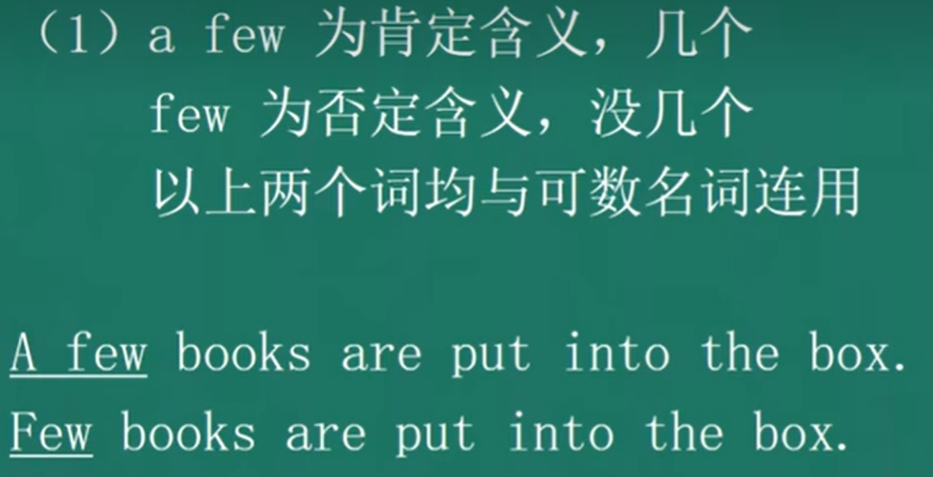 （1）a few 为肯定含义，几个
few 为否定含义，没几个
以上两个词均与可数名词连用
A few books are put into the box.
Few books are put into the box.